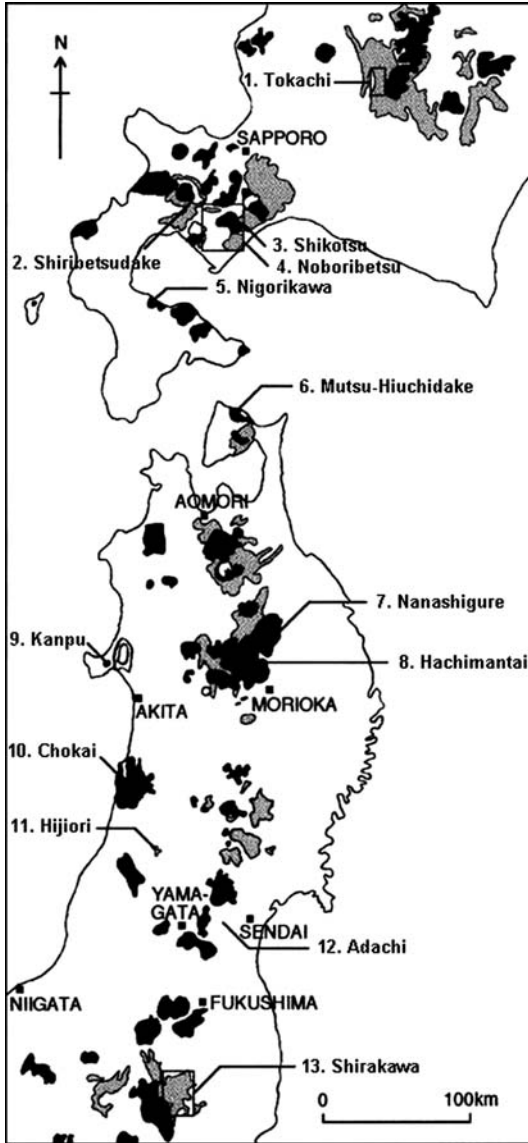 N
1. Tokachi
SAPPORO
3. Shikotsu
2. Shiribetsudake
4. Noboribetsu
5. Nigorikawa
6. Mutsu-Hiuchidake
AOMORI
7. Nanashigure
9. Kanpu
8. Hachimantai
AKITA
MORIOKA
10. Chokai
11. Hijiori
YAMA-
GATA
SENDAI
12. Adachi
NIIGATA
FUKUSHIMA
13. Shirakawa
0
100km